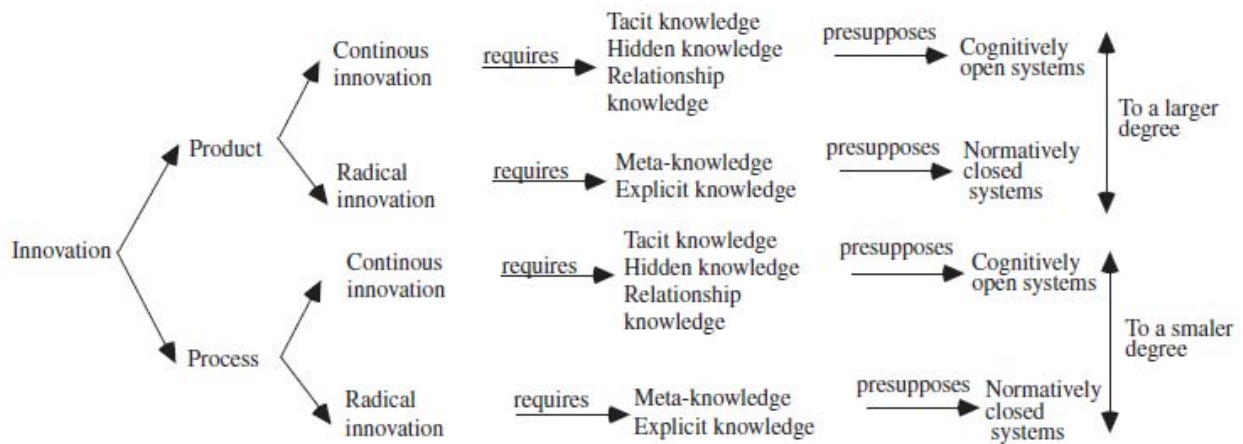 Continous
innovation
requires
Tacit knowledge
Hidden knowledge
Relationship
knowledge
presupposes
Cognitively
open systems
To a larger
degree
Product
Radical
innovation
requires
Meta-knowledge
Explicit knowledge
presupposes
Normatively
closed
systems
Innovation
Continous
innovation
requires
Tacit knowledge
Hidden knowledge
Relationship
knowledge
presupposes
Cognitively
open systems
To a smaler
degree
Process
Radical
innovation
requires
Meta-knowledge
Explicit knowledge
presupposes
Normatively
closed
systems